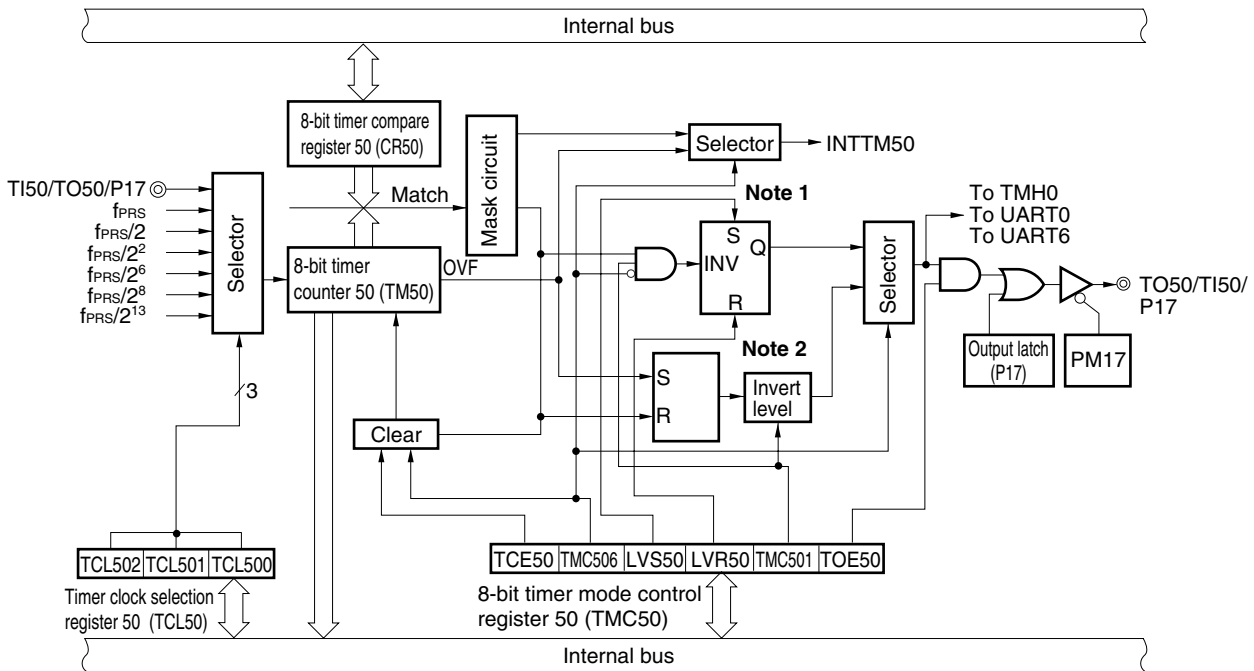 Internal bus
8-bit timer compare
register 50 (CR50)
Mask circuit
Selector
INTTM50
TI50/TO50/P17
fPRS
fPRS/2
fPRS/2²
fPRS/2⁶
fPRS/2⁸
fPRS/2¹³
Selector
Match
Note 1
8-bit timer
counter 50 (TM50)
OVF
S
INV
Q
R
Selector
To TMH0
To UART0
To UART6
TO50/TI50/
P17
Note 2
Output latch
(P17)
PM17
S
R
Invert
level
3
Clear
TCL502 TCL501 TCL500
Timer clock selection
register 50 (TCL50)
TCE50 TMC506 LVS50 LVR50 TMC501 TOE50
8-bit timer mode control
register 50 (TMC50)
Internal bus